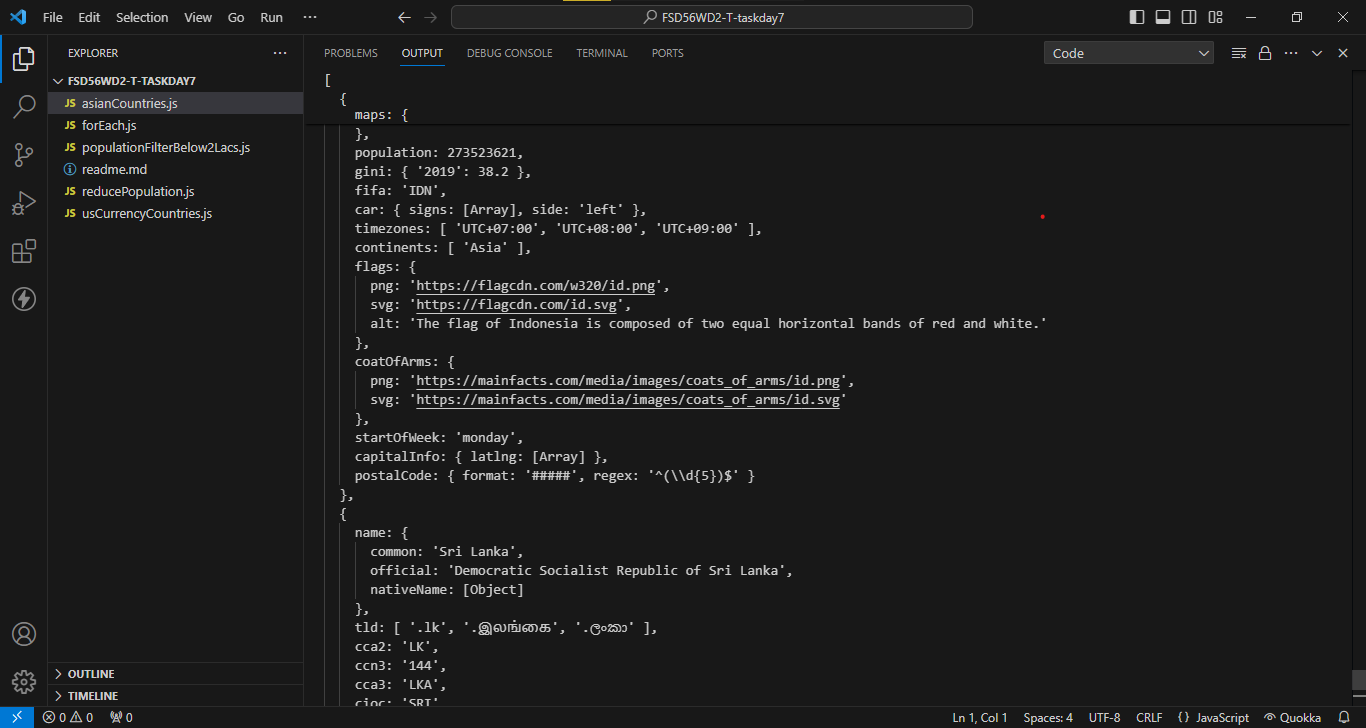 File Edit Selection View Go Run ···
FSD56WD2-T-taskday7
EXPLORER ···
FSD56WD2-T-TASKDAY7
JS asianCountries.js
JS forEach.js
JS populationFilterBelow2Lacs.js
readme.md
JS reducePopulation.js
JS usCurrencyCountries.js
OUTLINE
TIMELINE
PROBLEMS OUTPUT DEBUG CONSOLE TERMINAL PORTS Code ···
[
{
maps: {
},
population: 273523621,
gini: { '2019': 38.2 },
fifa: 'IDN',
car: { signs: [Array], side: 'left' },
timezones: [ 'UTC+07:00', 'UTC+08:00', 'UTC+09:00' ],
continents: [ 'Asia' ],
flags: {
png: 'https://flagcdn.com/w320/id.png',
svg: 'https://flagcdn.com/id.svg',
alt: 'The flag of Indonesia is composed of two equal horizontal bands of red and white.'
},
coatOfArms: {
png: 'https://mainfacts.com/media/images/coats_of_arms/id.png',
svg: 'https://mainfacts.com/media/images/coats_of_arms/id.svg'
},
startOfWeek: 'monday',
capitalInfo: { latlng: [Array] },
postalCode: { format: '#####', regex: '^(\\d{5})$' }
},
{
name: {
common: 'Sri Lanka',
official: 'Democratic Socialist Republic of Sri Lanka',
nativeName: [Object]
},
tld: [ '.lk', '.இலங்கை', '.ලංකා' ],
cca2: 'LK',
ccn3: '144',
cca3: 'LKA',
cioc: 'SRI',
0 0 0 Ln 1, Col 1 Spaces: 4 UTF-8 CRLF {} JavaScript Quokka